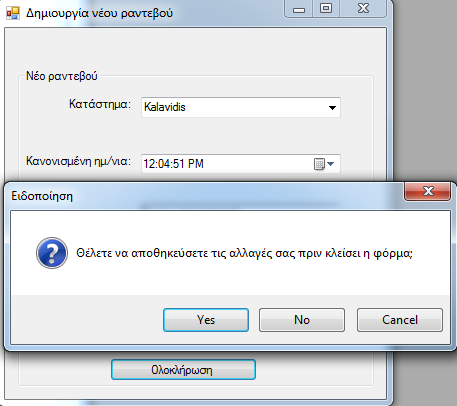 Δημιουργία νέου ραντεβού
Νέο ραντεβού
Κατάστημα: Kalavidis
Κανονισμένη ημ/νια: 12:04:51 PM
Ειδοποίηση
Θέλετε να αποθηκεύσετε τις αλλαγές σας πριν κλείσει η φόρμα;
Yes No Cancel
Ολοκλήρωση